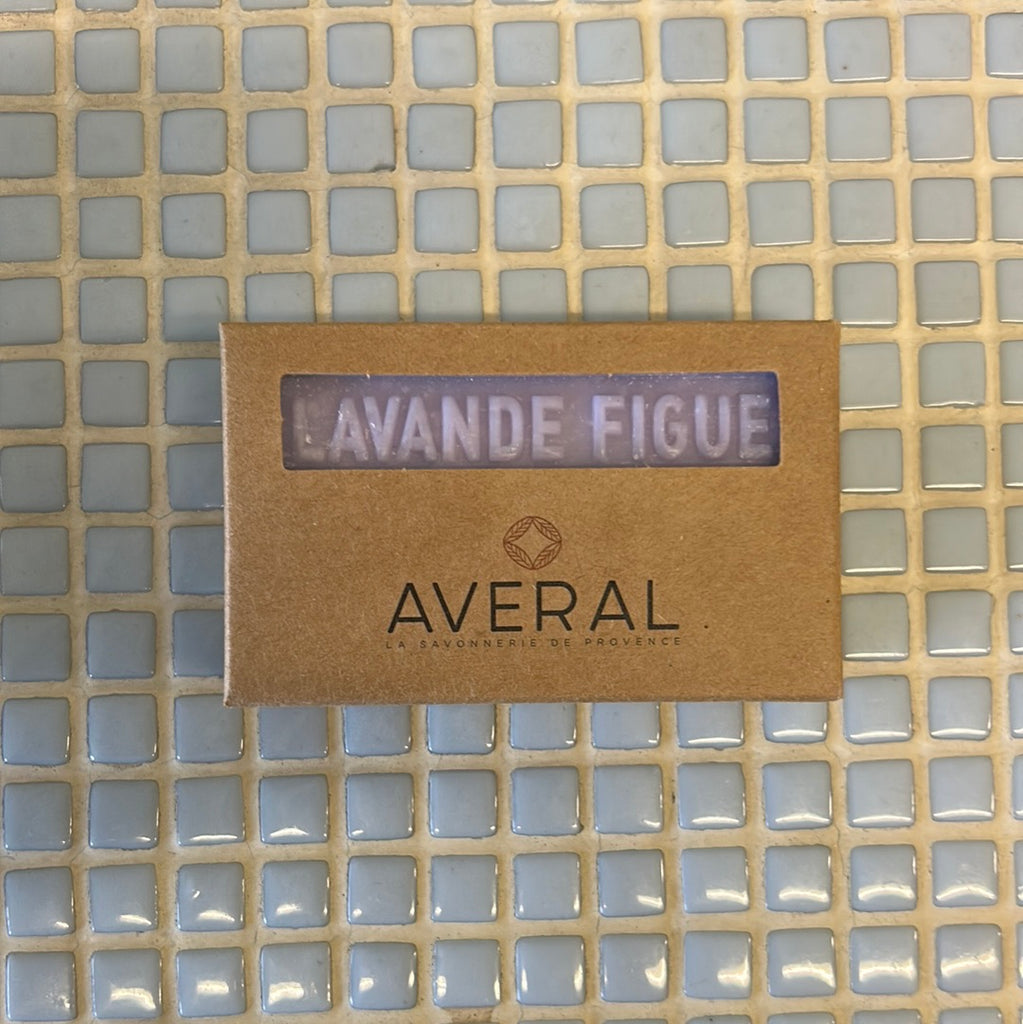 LAVANDE FIGUE
AVERAL
LA SAVONNERIE DE PROVENCE